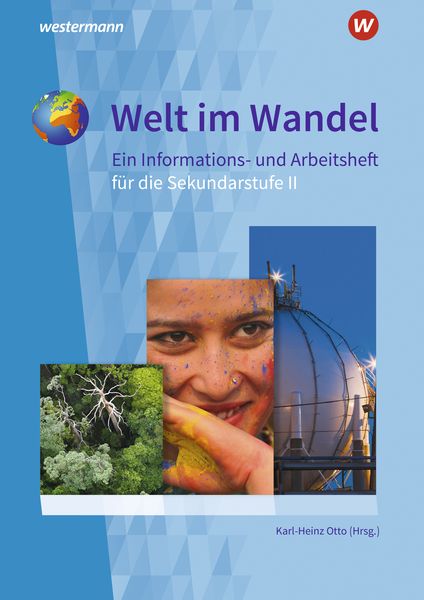 westermann
W
Welt im Wandel
Ein Informations- und Arbeitsheft
für die Sekundarstufe II
Karl-Heinz Otto (Hrsg.)